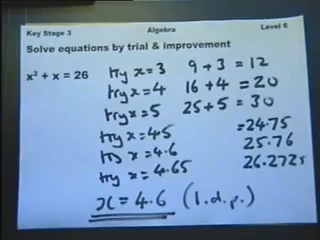 Key Stage 3 Algebra Level 6
Solve equations by trial & improvement
x² + x = 26
try x = 3 9 + 3 = 12
try x = 4 16 + 4 = 20
try x = 5 25 + 5 = 30
try x = 4.5 = 24.75
try x = 4.6 25.76
try x = 4.65 26.2725
x = 4.6 (1.d.p.)